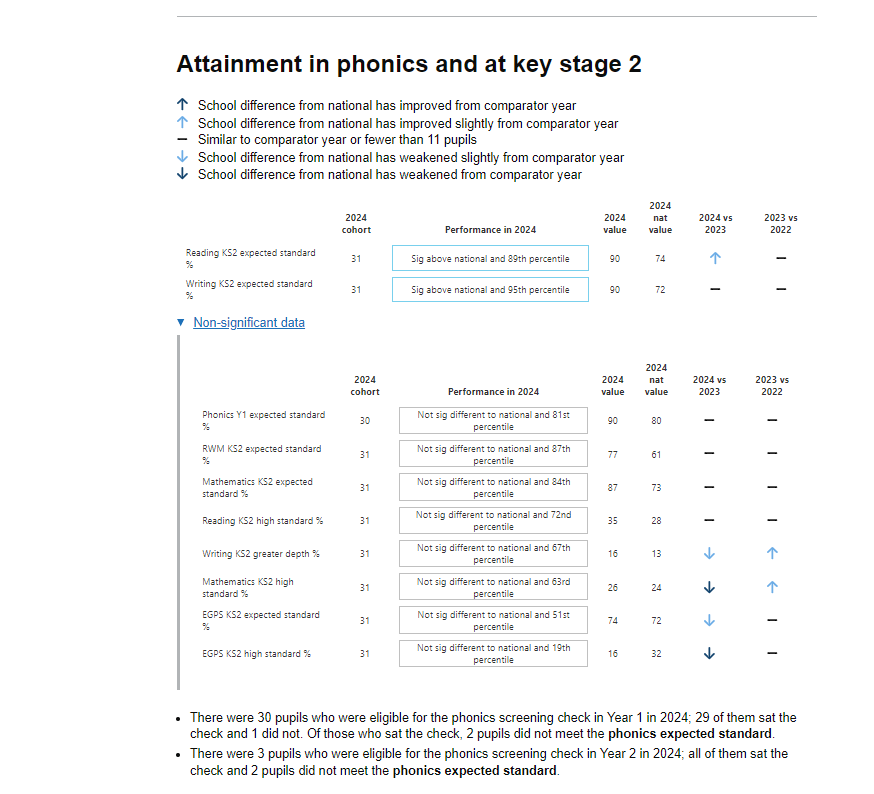 Attainment in phonics and at key stage 2
↑ School difference from national has improved from comparator year
↑ School difference from national has improved slightly from comparator year
– Similar to comparator year or fewer than 11 pupils
↓ School difference from national has weakened slightly from comparator year
↓ School difference from national has weakened from comparator year
2024 cohort Performance in 2024 2024 value 2024 nat value 2024 vs 2023 2023 vs 2022
Reading KS2 expected standard % 31 Sig above national and 89th percentile 90 74 ↑ –
Writing KS2 expected standard % 31 Sig above national and 95th percentile 90 72 – –
▼ Non-significant data
2024 cohort Performance in 2024 2024 value 2024 nat value 2024 vs 2023 2023 vs 2022
Phonics Y1 expected standard % 30 Not sig different to national and 81st percentile 90 80 – –
RWM KS2 expected standard % 31 Not sig different to national and 87th percentile 77 61 – –
Mathematics KS2 expected standard % 31 Not sig different to national and 84th percentile 87 73 – –
Reading KS2 high standard % 31 Not sig different to national and 72nd percentile 35 28 – –
Writing KS2 greater depth % 31 Not sig different to national and 67th percentile 16 13 ↓ ↑
Mathematics KS2 high standard % 31 Not sig different to national and 63rd percentile 26 24 ↓ ↑
EGPS KS2 expected standard % 31 Not sig different to national and 51st percentile 74 72 ↓ –
EGPS KS2 high standard % 31 Not sig different to national and 19th percentile 16 32 ↓ –
• There were 30 pupils who were eligible for the phonics screening check in Year 1 in 2024; 29 of them sat the
check and 1 did not. Of those who sat the check, 2 pupils did not meet the phonics expected standard.
• There were 3 pupils who were eligible for the phonics screening check in Year 2 in 2024; all of them sat the
check and 2 pupils did not meet the phonics expected standard.